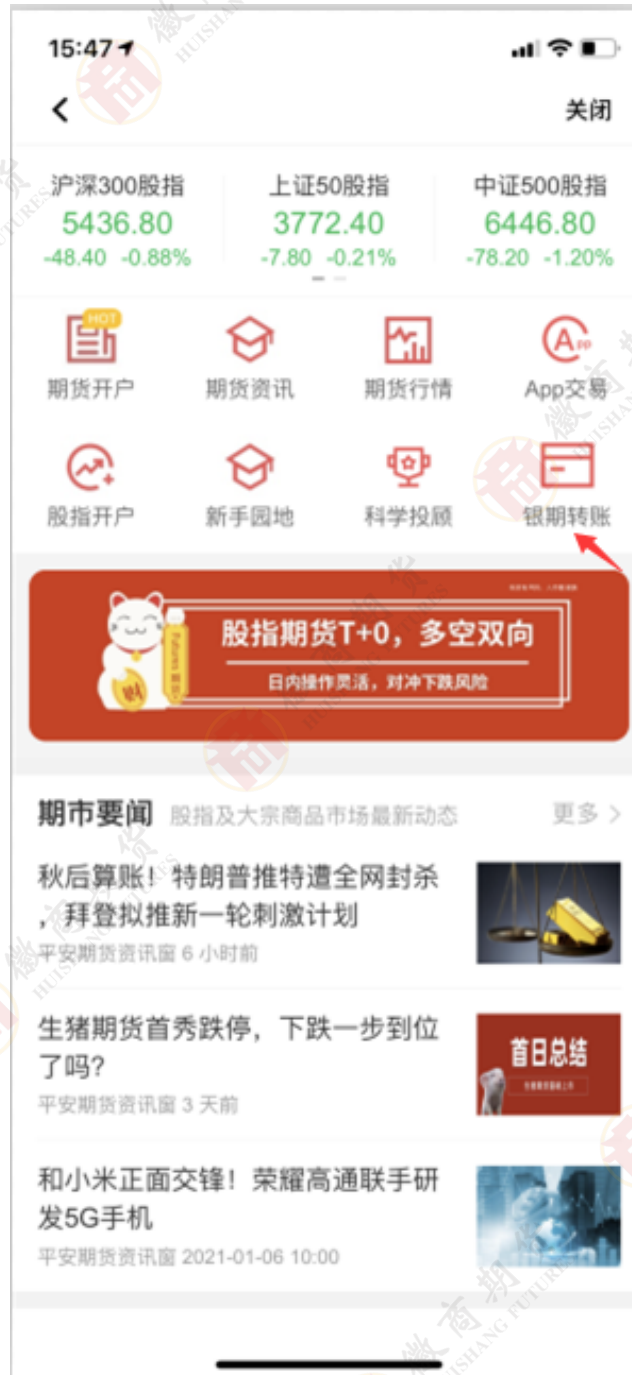 15:47
关闭
沪深300股指 上证50股指 中证500股指
5436.80 3772.40 6446.80
-48.40 -0.88% -7.80 -0.21% -78.20 -1.20%
HOT
App
期货开户 期货资讯 期货行情 App交易
股指开户 新手园地 科学投顾 银期转账
股指期货T+0，多空双向
日内操作灵活，对冲下跌风险
Futures 期货
财
期市要闻 股指及大宗商品市场最新动态 更多 >
秋后算账！特朗普推特遭全网封杀
，拜登拟推新一轮刺激计划
平安期货资讯窗 6 小时前
生猪期货首秀跌停，下跌一步到位
了吗？
平安期货资讯窗 3 天前
首日总结
和小米正面交锋！荣耀高通联手研
发5G手机
平安期货资讯窗 2021-01-06 10:00
徽商期货
HUISHANG FUTURES